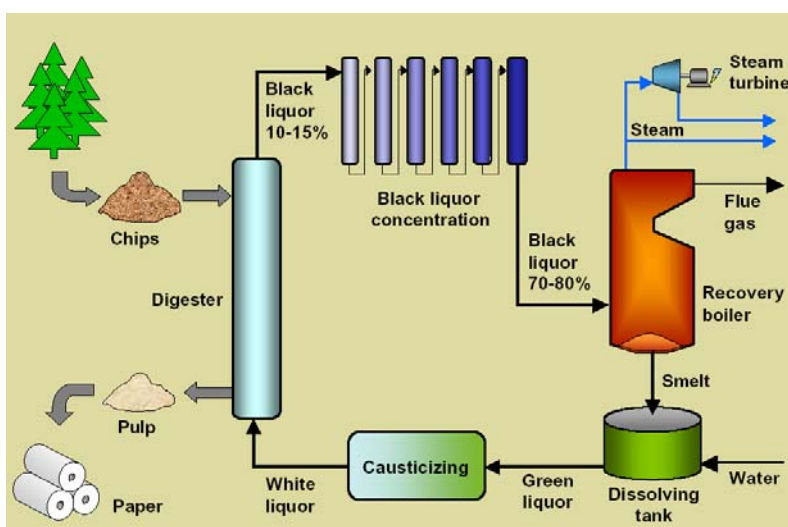 Black
liquor
10-15%
Steam
turbine
Steam
Chips
Black liquor
concentration
Flue
gas
Black
liquor
70-80%
Digester
Recovery
boiler
Smelt
Pulp
Causticizing
White
liquor
Green
liquor
Water
Dissolving
tank
Paper